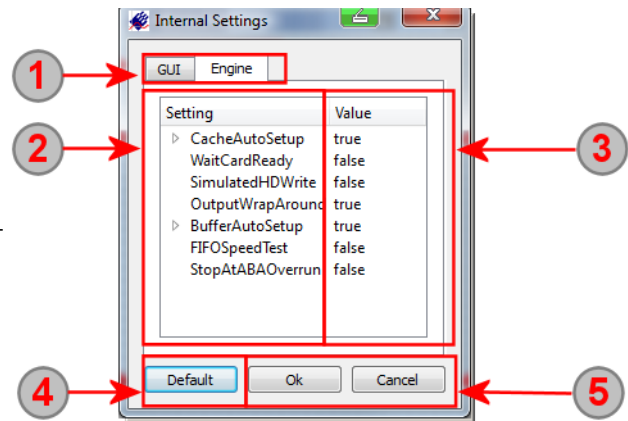 Internal Settings
1
GUI Engine
Setting Value
2
3
CacheAutoSetup true
WaitCardReady false
SimulatedHDWrite false
OutputWrapAround true
BufferAutoSetup true
FIFOSpeedTest false
StopAtABAOverrun false
4
Default Ok Cancel
5